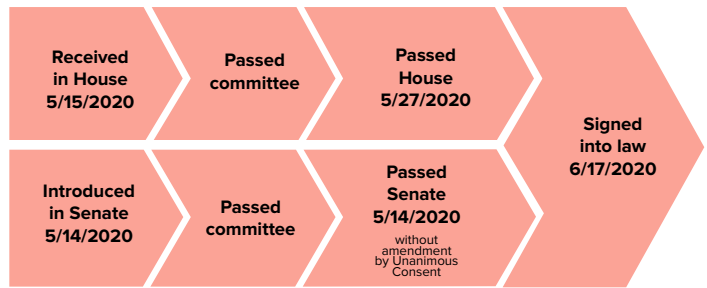 Received
in House
5/15/2020
Passed
committee
Passed
House
5/27/2020
Introduced
in Senate
5/14/2020
Passed
committee
Passed
Senate
5/14/2020
without
amendment
by Unanimous
Consent
Signed
into law
6/17/2020